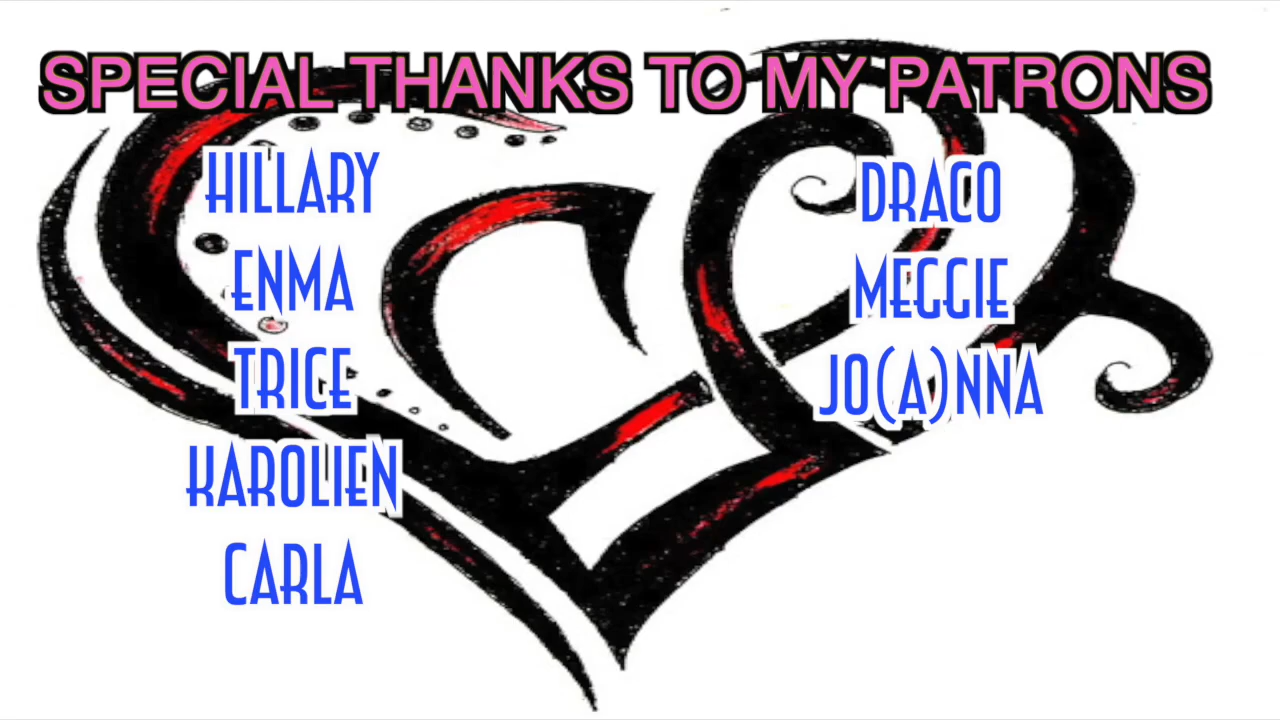 SPECIAL THANKS TO MY PATRONS
HILLARY
ENMA
TRICE
KAROLIEN
CARLA
DRACO
MEGGIE
JO(A)NNA